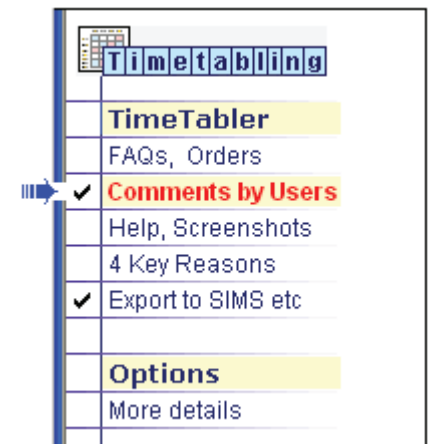 Timetabling
TimeTabler
FAQs, Orders
Comments by Users
Help, Screenshots
4 Key Reasons
Export to SIMS etc
Options
More details